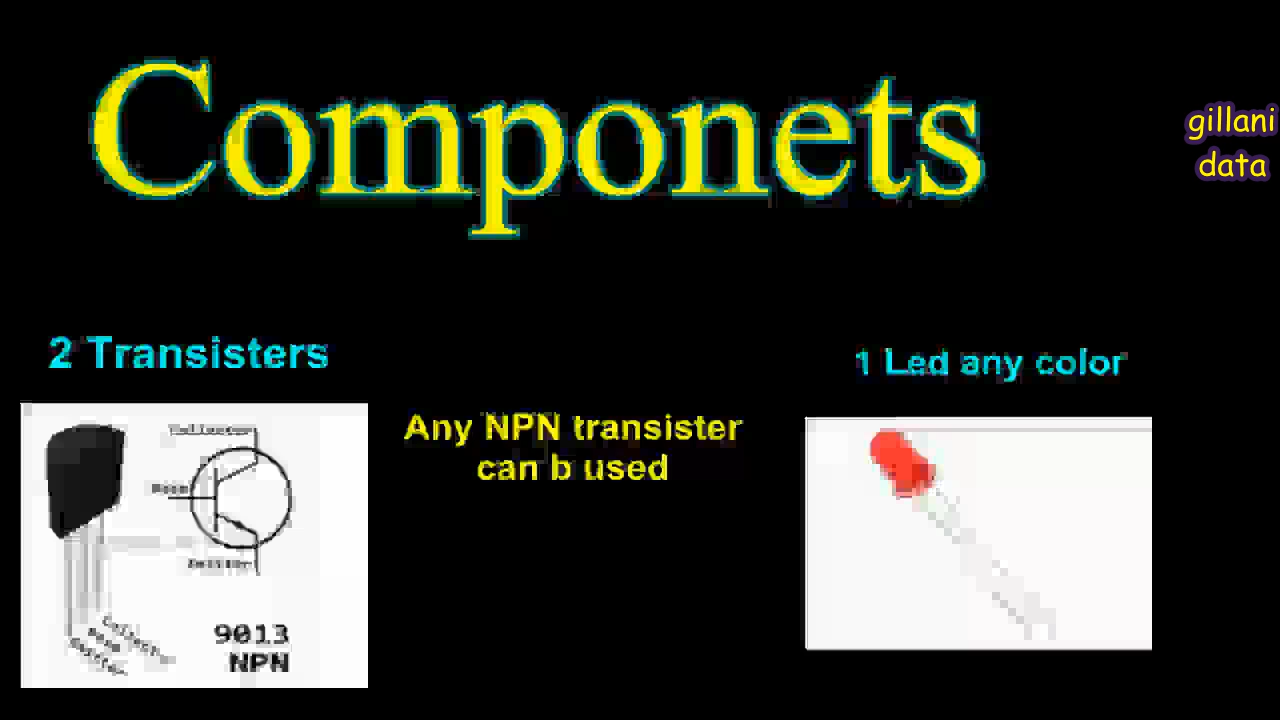 Componets
gillani
data
2 Transisters
1 Led any color
Any NPN transister
can b used
Collector
Base
Emitter
9013
NPN